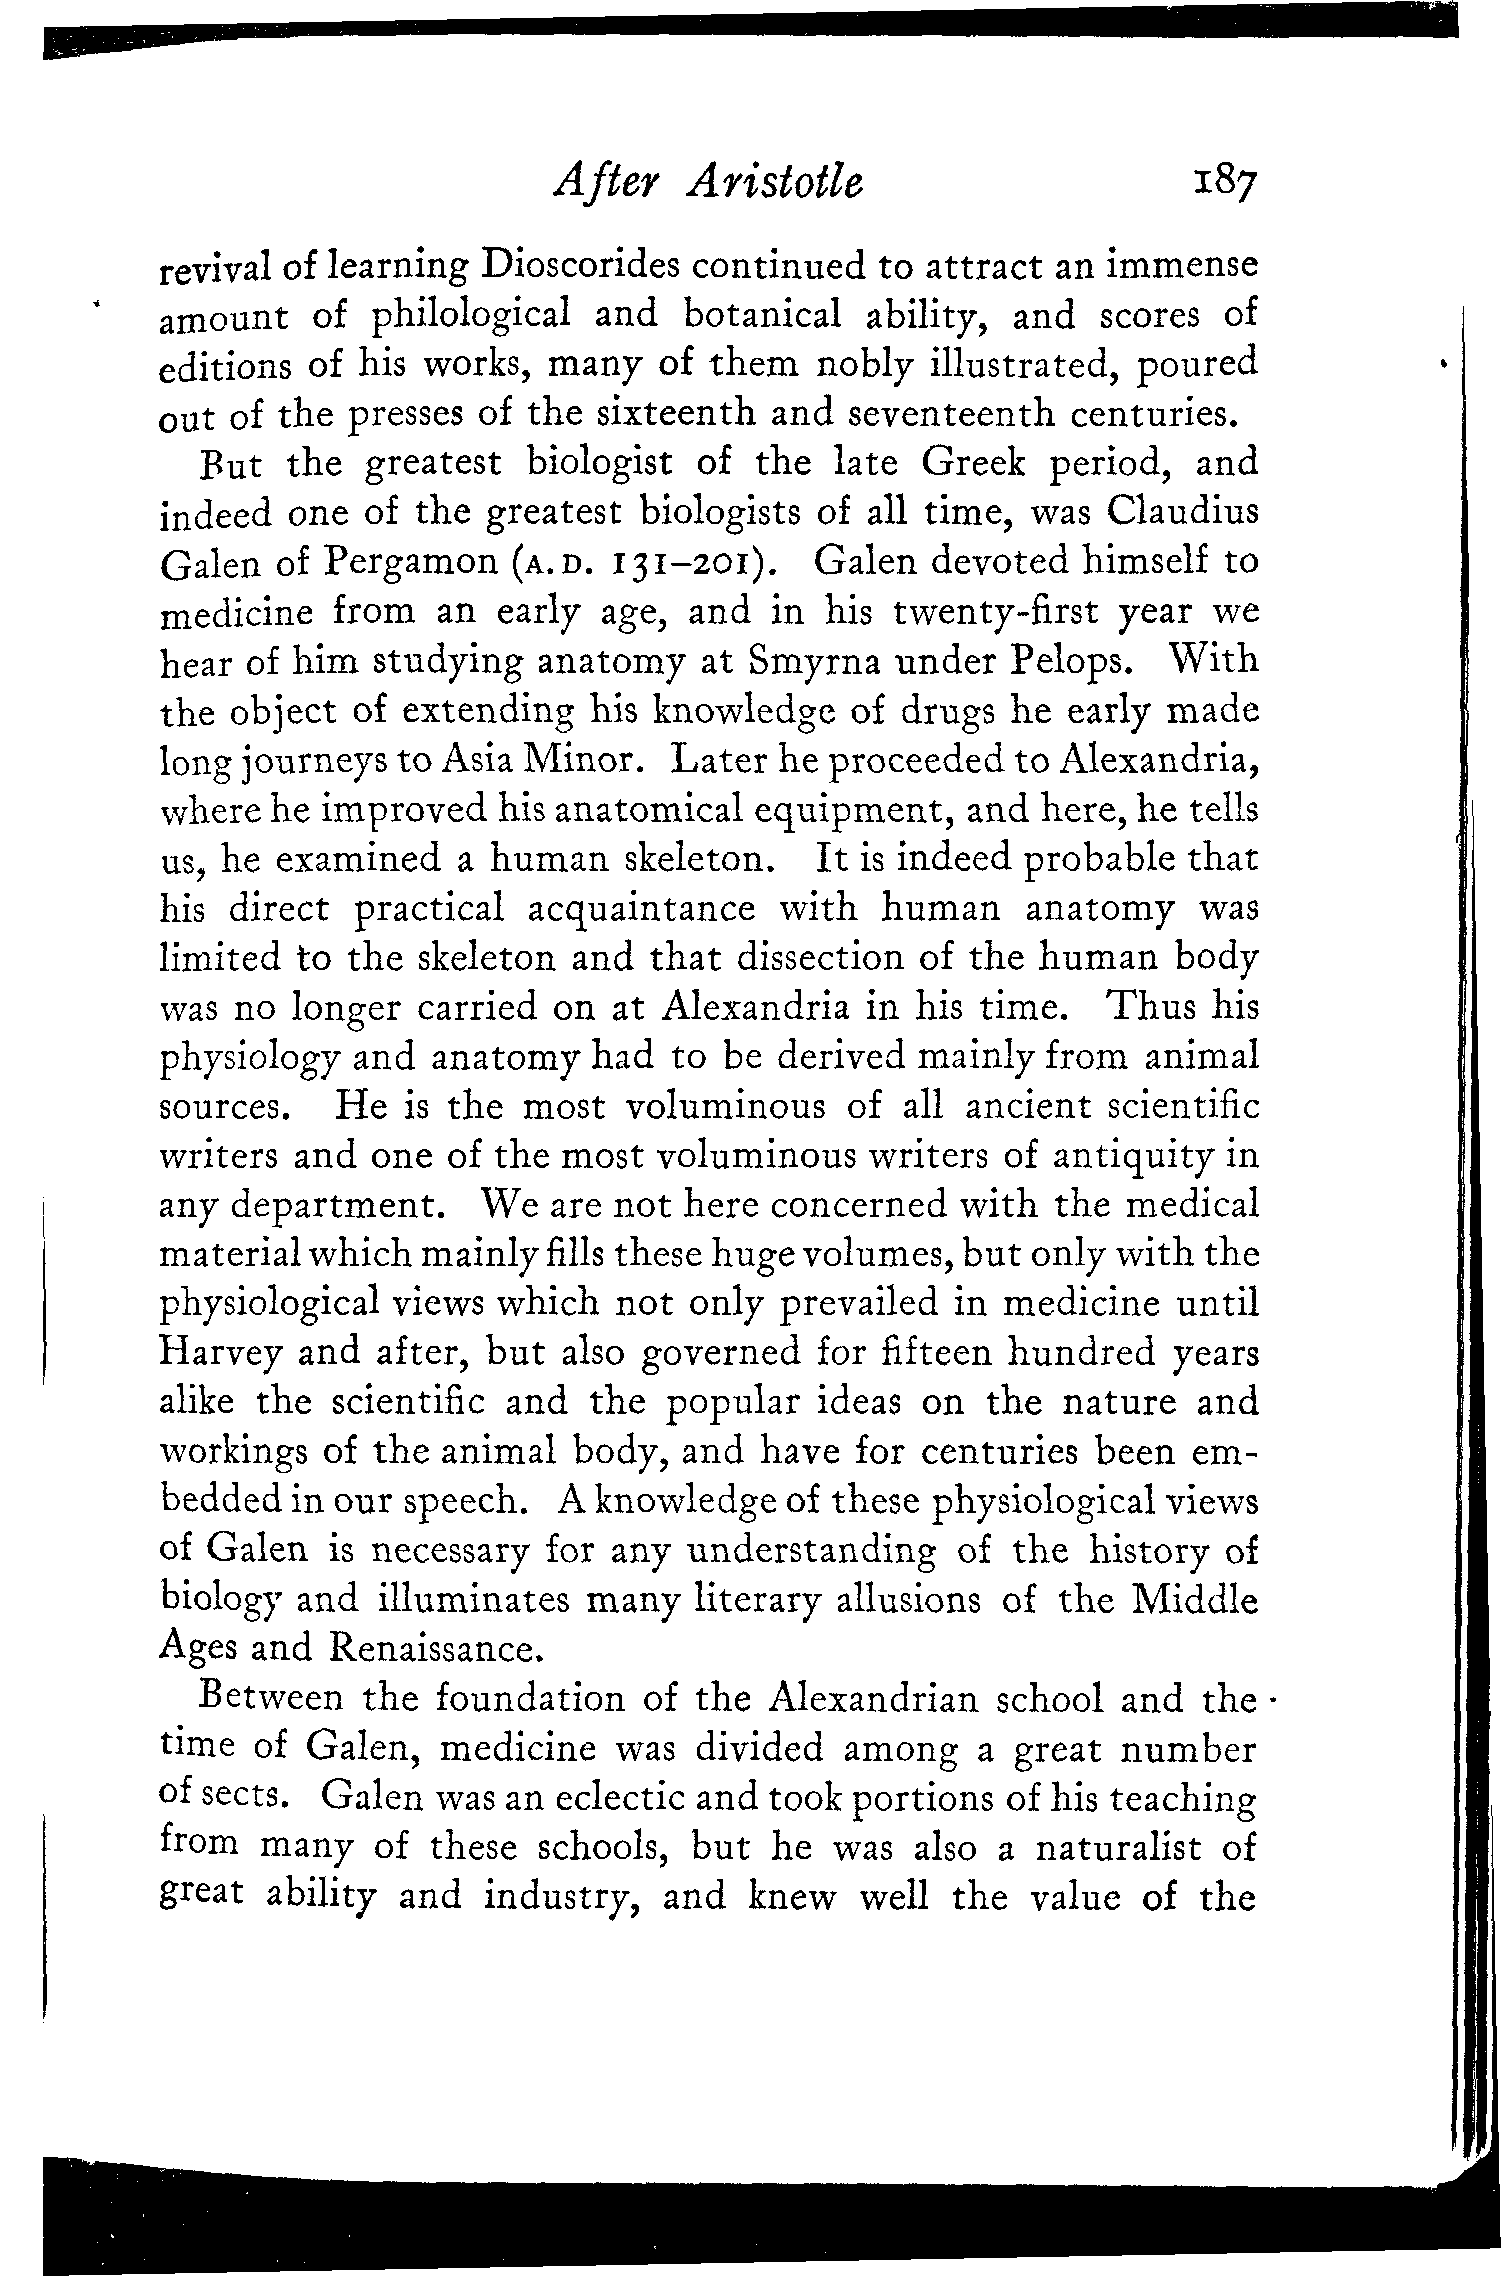 After Aristotle 187
revival of learning Dioscorides continued to attract an immense
amount of philological and botanical ability, and scores of
editions of his works, many of them nobly illustrated, poured
out of the presses of the sixteenth and seventeenth centuries.
But the greatest biologist of the late Greek period, and
indeed one of the greatest biologists of all time, was Claudius
Galen of Pergamon (A.D. 131–201). Galen devoted himself to
medicine from an early age, and in his twenty-first year we
hear of him studying anatomy at Smyrna under Pelops. With
the object of extending his knowledge of drugs he early made
long journeys to Asia Minor. Later he proceeded to Alexandria,
where he improved his anatomical equipment, and here, he tells
us, he examined a human skeleton. It is indeed probable that
his direct practical acquaintance with human anatomy was
limited to the skeleton and that dissection of the human body
was no longer carried on at Alexandria in his time. Thus his
physiology and anatomy had to be derived mainly from animal
sources. He is the most voluminous of all ancient scientific
writers and one of the most voluminous writers of antiquity in
any department. We are not here concerned with the medical
material which mainly fills these huge volumes, but only with the
physiological views which not only prevailed in medicine until
Harvey and after, but also governed for fifteen hundred years
alike the scientific and the popular ideas on the nature and
workings of the animal body, and have for centuries been em-
bedded in our speech. A knowledge of these physiological views
of Galen is necessary for any understanding of the history of
biology and illuminates many literary allusions of the Middle
Ages and Renaissance.
Between the foundation of the Alexandrian school and the
time of Galen, medicine was divided among a great number
of sects. Galen was an eclectic and took portions of his teaching
from many of these schools, but he was also a naturalist of
great ability and industry, and knew well the value of the